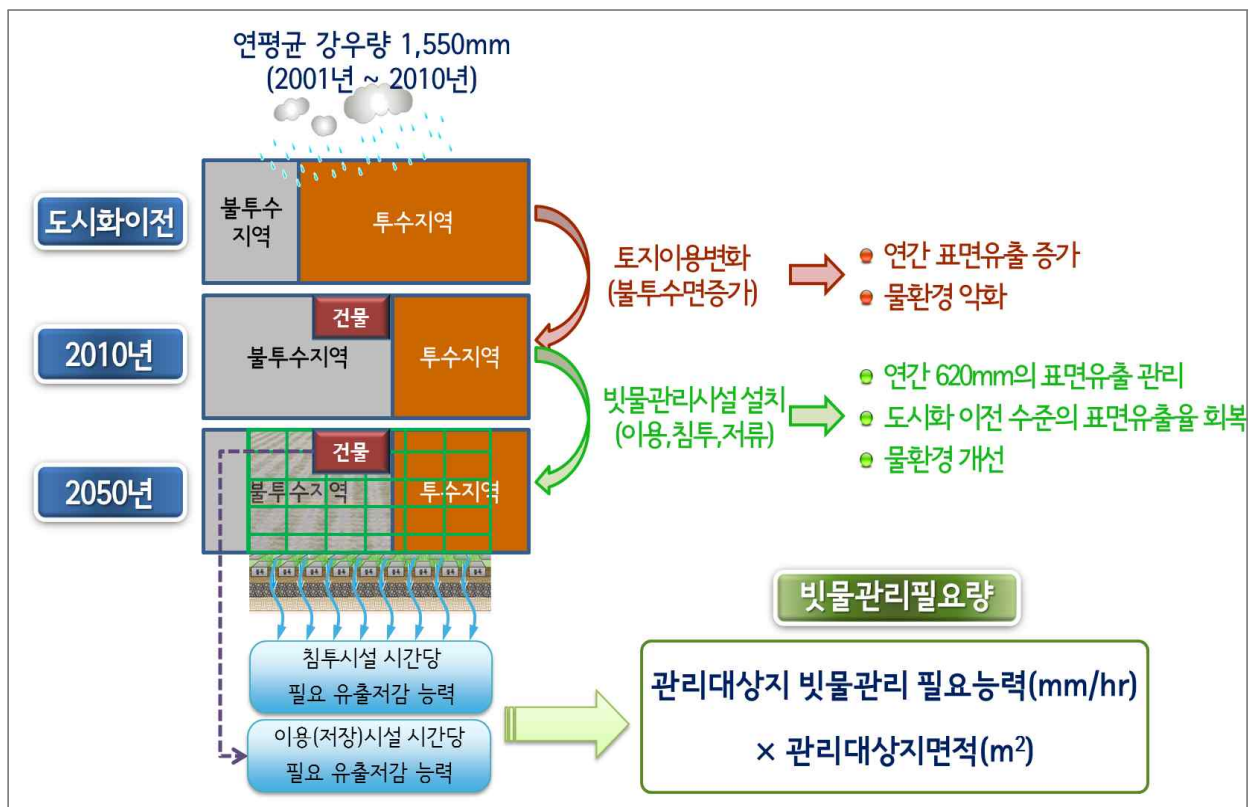 연평균 강우량 1,550mm
(2001년 ~ 2010년)
도시화이전
불투수
지역
투수지역
토지이용변화
(불투수면증가)
연간 표면유출 증가
물환경 악화
2010년
건물
불투수지역
투수지역
빗물관리시설 설치
(이용,침투,저류)
연간 620mm의 표면유출 관리
도시화 이전 수준의 표면유출율 회복
물환경 개선
2050년
건물
불투수지역
투수지역
침투시설 시간당
필요 유출저감 능력
이용(저장)시설 시간당
필요 유출저감 능력
빗물관리필요량
관리대상지 빗물관리 필요능력(mm/hr)
× 관리대상지면적(m²)